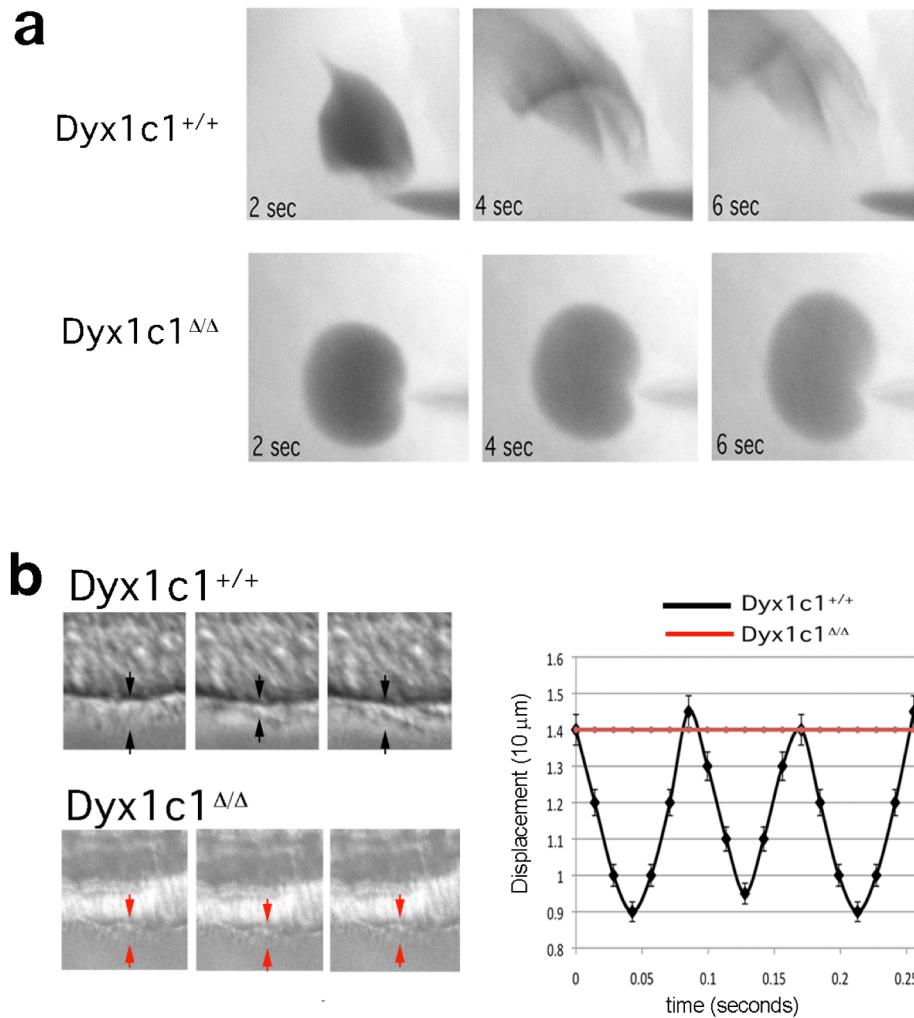 a
Dyx1c1+/+
2 sec
4 sec
6 sec
Dyx1c1Δ/Δ
2 sec
4 sec
6 sec
b
Dyx1c1+/+
Dyx1c1Δ/Δ
Dyx1c1+/+
Dyx1c1Δ/Δ
Displacement (10 µm)
1.6
1.5
1.4
1.3
1.2
1.1
1
0.9
0.8
0
0.05
0.1
0.15
0.2
0.25
time (seconds)